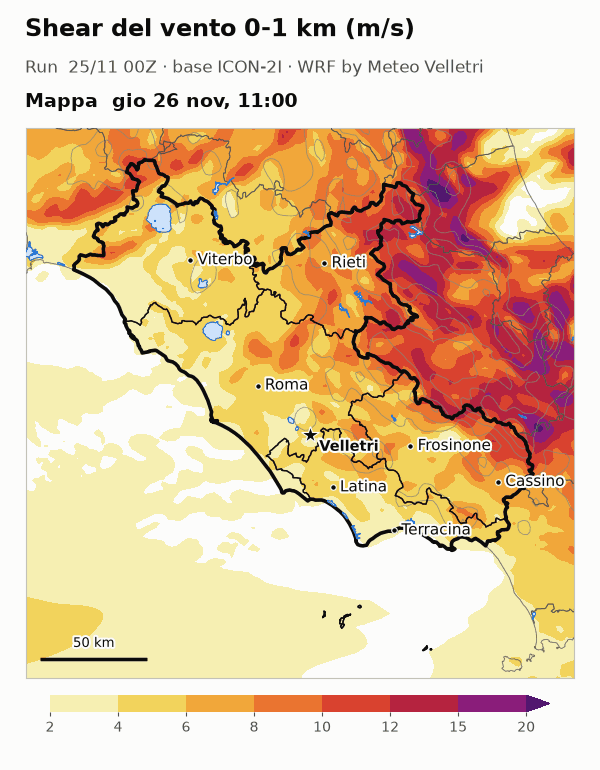 Shear del vento 0-1 km (m/s)
Run  25/11 00Z · base ICON-2I · WRF by Meteo Velletri
Mappa  gio 26 nov, 11:00
Viterbo
Rieti
Roma
Velletri
Frosinone
Latina
Cassino
Terracina
50 km
2 4 6 8 10 12 15 20